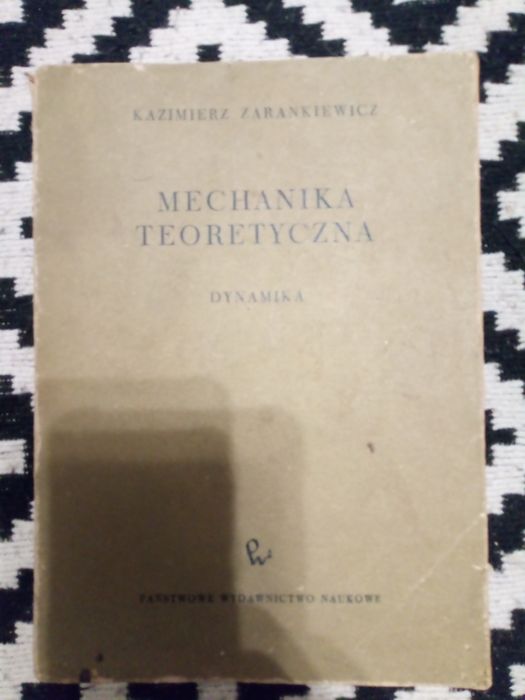 KAZIMIERZ ZARANKIEWICZ
MECHANIKA
TEORETYCZNA
DYNAMIKA
PAŃSTWOWE WYDAWNICTWO NAUKOWE